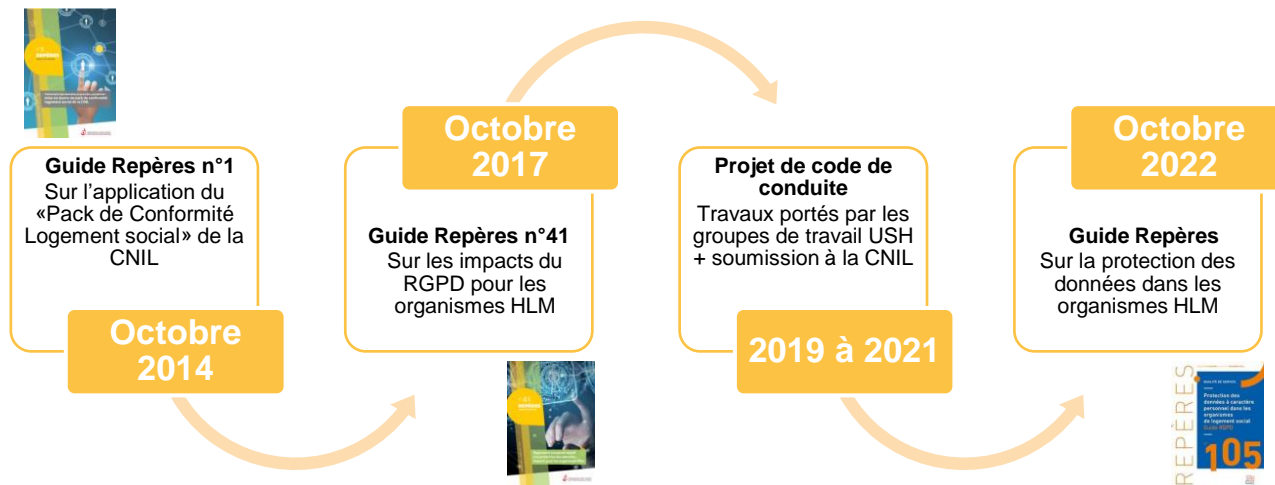 Guide Repères n°1
Sur l'application du
«Pack de Conformité
Logement social» de la
CNIL
Octobre
2014
Octobre
2017
Guide Repères n°41
Sur les impacts du
RGPD pour les
organismes HLM
Projet de code de
conduite
Travaux portés par les
groupes de travail USH
+ soumission à la CNIL
2019 à 2021
Octobre
2022
Guide Repères
Sur la protection des
données dans les
organismes HLM
REPÈRES
Protection des
données à caractère
personnel dans les
organismes
de logement social
Guide RGPD
105